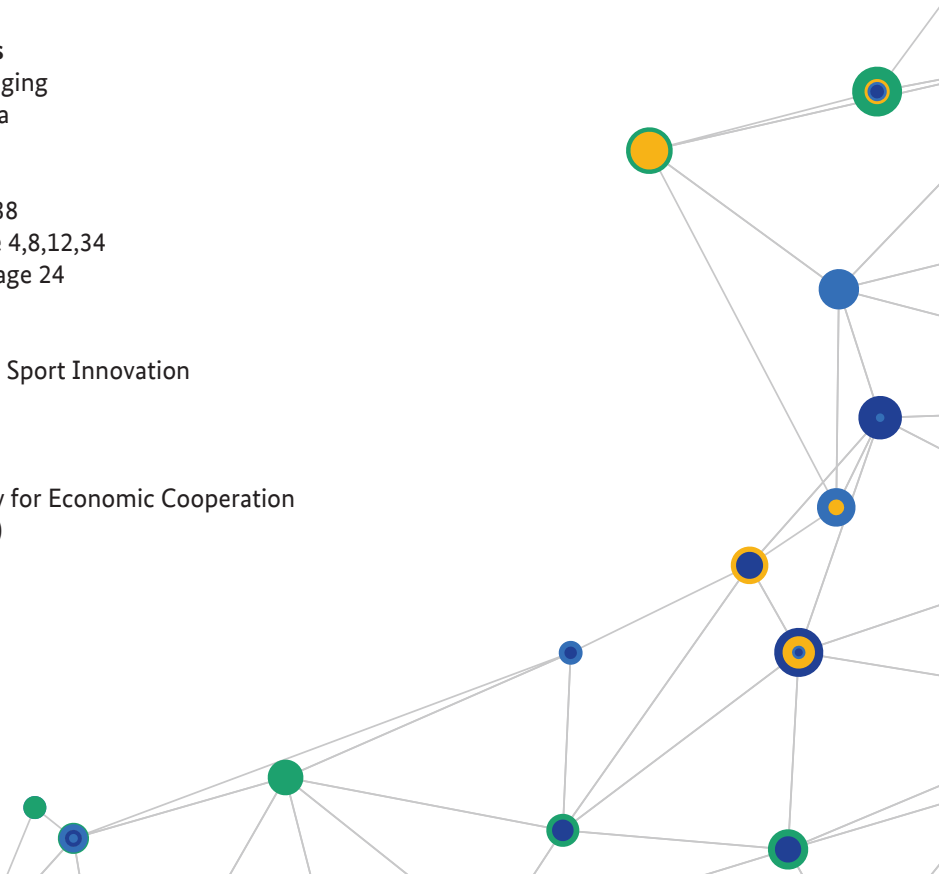 s
ging
a
38
e 4,8,12,34
age 24
Sport Innovation
y for Economic Cooperation
)